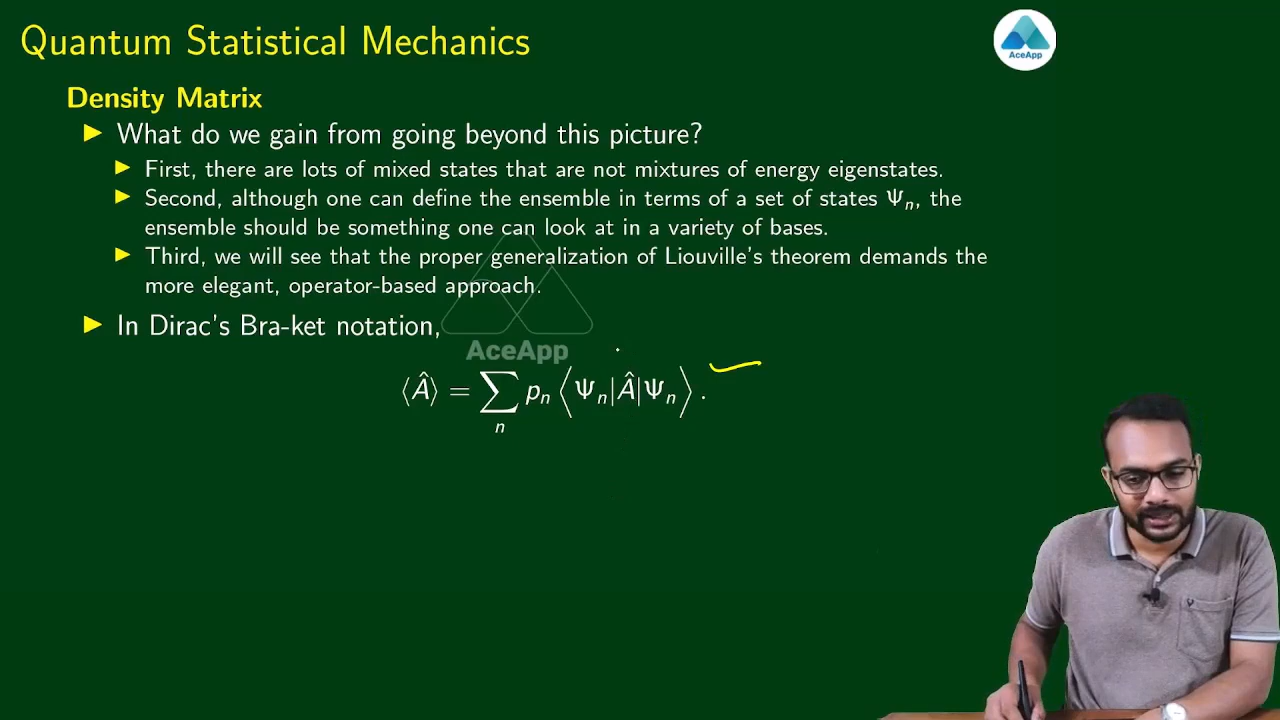 Quantum Statistical Mechanics
AceApp
Density Matrix
What do we gain from going beyond this picture?
First, there are lots of mixed states that are not mixtures of energy eigenstates.
Second, although one can define the ensemble in terms of a set of states Ψₙ, the
ensemble should be something one can look at in a variety of bases.
Third, we will see that the proper generalization of Liouville's theorem demands the
more elegant, operator-based approach.
In Dirac's Bra-ket notation,
AceApp
⟨Â⟩ = ∑ₙ pₙ ⟨Ψₙ|Â|Ψₙ⟩.